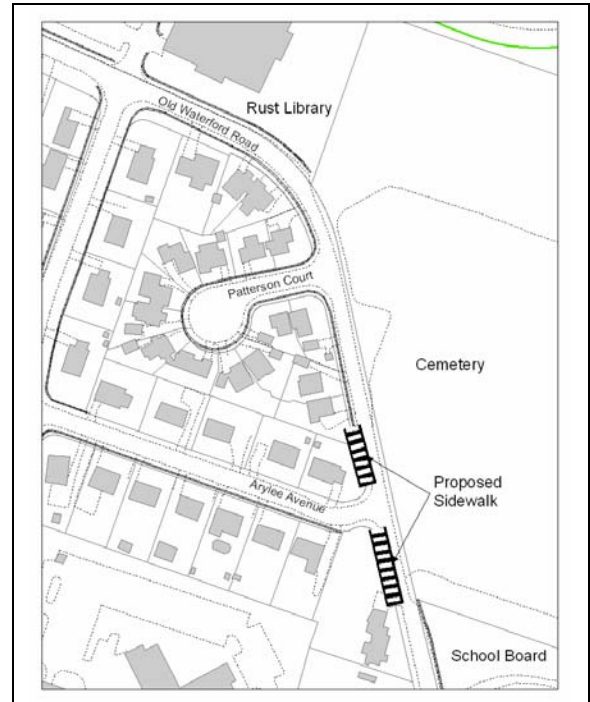 Rust Library
Old Waterford Road
Patterson Court
Cemetery
Proposed
Sidewalk
Arylee Avenue
School Board